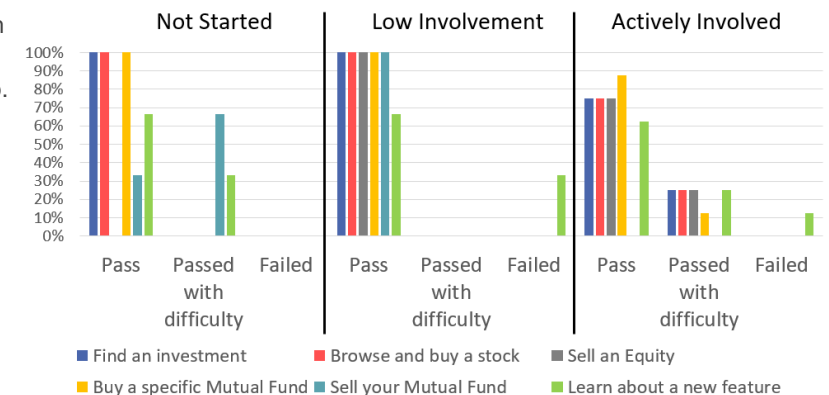 Not Started Low Involvement Actively Involved
100%
90%
80%
70%
60%
50%
40%
30%
20%
10%
0%
Pass Passed Failed Pass Passed Failed Pass Passed Failed
with with with
difficulty difficulty difficulty
Find an investment Browse and buy a stock Sell an Equity
Buy a specific Mutual Fund Sell your Mutual Fund Learn about a new feature